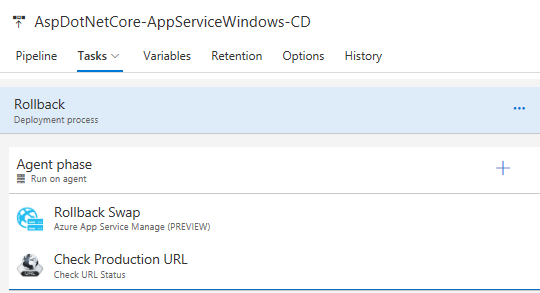 AspDotNetCore-AppServiceWindows-CD
Pipeline Tasks Variables Retention Options History
Rollback
Deployment process
Agent phase
Run on agent
Rollback Swap
Azure App Service Manage (PREVIEW)
Check Production URL
Check URL Status